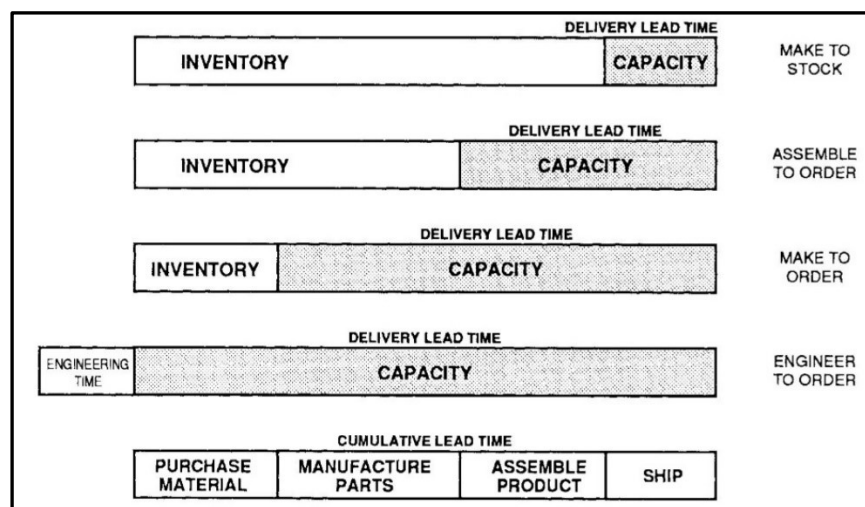 DELIVERY LEAD TIME
INVENTORY
CAPACITY
MAKE TO
STOCK
DELIVERY LEAD TIME
INVENTORY
CAPACITY
ASSEMBLE
TO ORDER
DELIVERY LEAD TIME
INVENTORY
CAPACITY
MAKE TO
ORDER
DELIVERY LEAD TIME
ENGINEERING
TIME
CAPACITY
ENGINEER
TO ORDER
CUMULATIVE LEAD TIME
PURCHASE
MATERIAL
MANUFACTURE
PARTS
ASSEMBLE
PRODUCT
SHIP